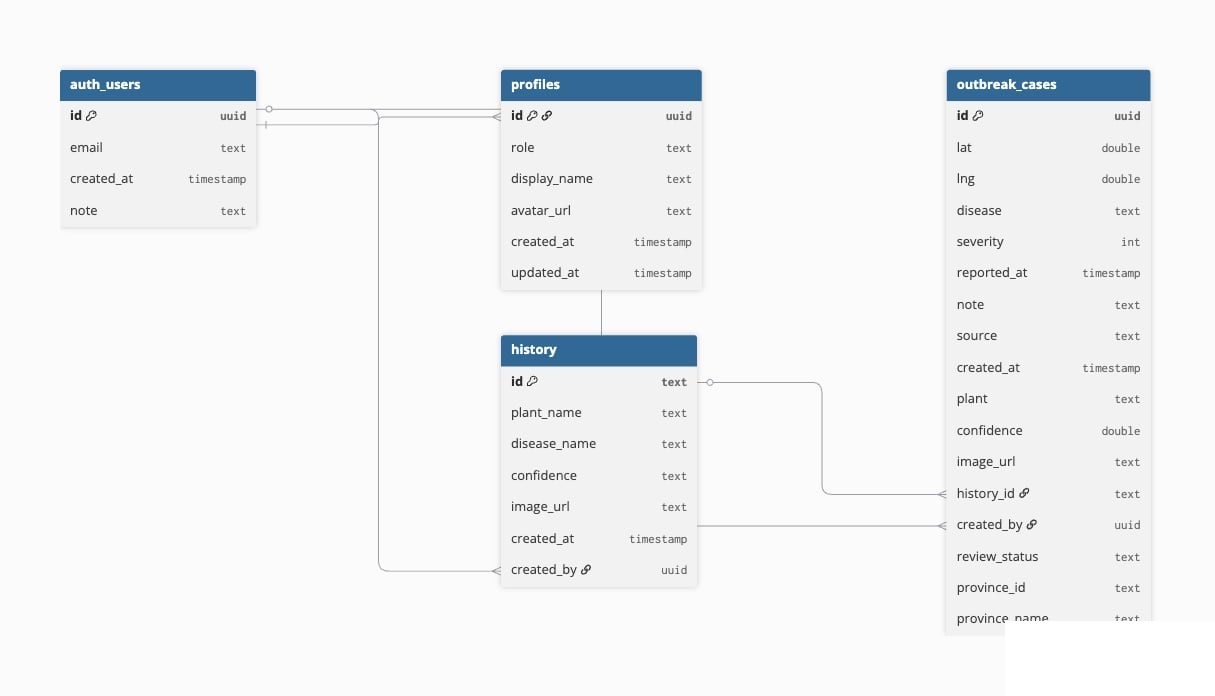 auth_users
id uuid
email text
created_at timestamp
note text
profiles
id uuid
role text
display_name text
avatar_url text
created_at timestamp
updated_at timestamp
history
id text
plant_name text
disease_name text
confidence text
image_url text
created_at timestamp
created_by uuid
outbreak_cases
id uuid
lat double
lng double
disease text
severity int
reported_at timestamp
note text
source text
created_at timestamp
plant text
confidence double
image_url text
history_id text
created_by uuid
review_status text
province_id text
province_name text